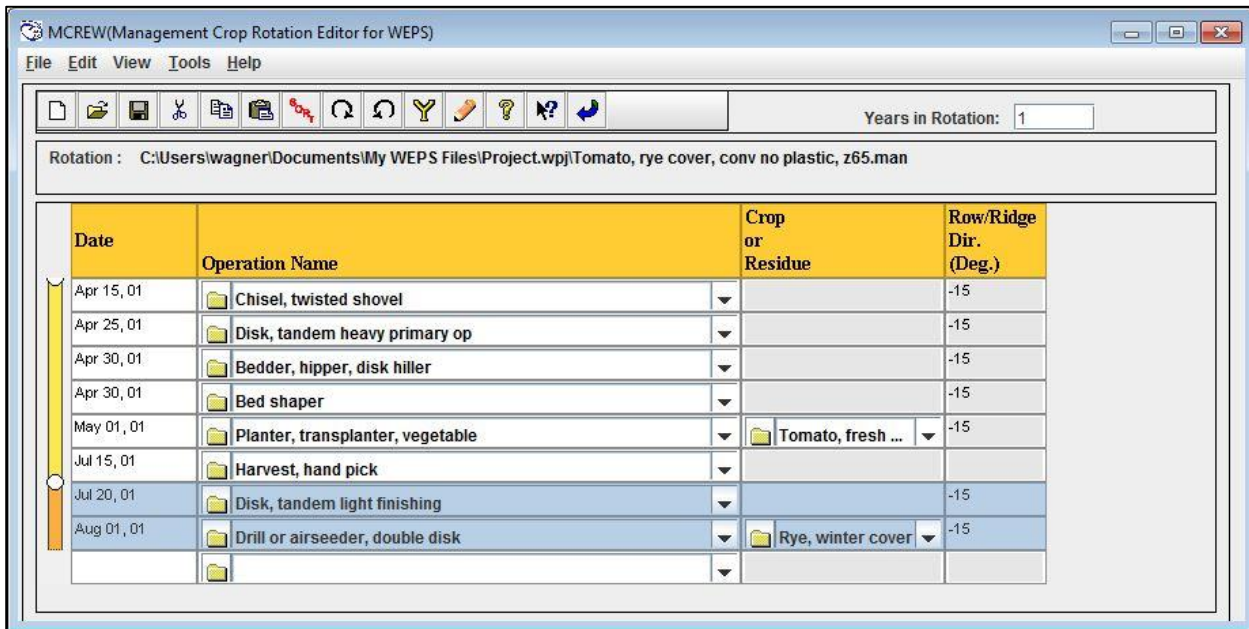 MCREW(Management Crop Rotation Editor for WEPS)
File Edit View Tools Help
SORT
Years in Rotation: 1
Rotation : C:\Users\wagner\Documents\My WEPS Files\Project.wpj\Tomato, rye cover, conv no plastic, z65.man
Date Operation Name Crop or Residue Row/Ridge Dir. (Deg.)
Apr 15, 01 Chisel, twisted shovel -15
Apr 25, 01 Disk, tandem heavy primary op -15
Apr 30, 01 Bedder, hipper, disk hiller -15
Apr 30, 01 Bed shaper -15
May 01, 01 Planter, transplanter, vegetable Tomato, fresh ... -15
Jul 15, 01 Harvest, hand pick
Jul 20, 01 Disk, tandem light finishing -15
Aug 01, 01 Drill or airseeder, double disk Rye, winter cover -15